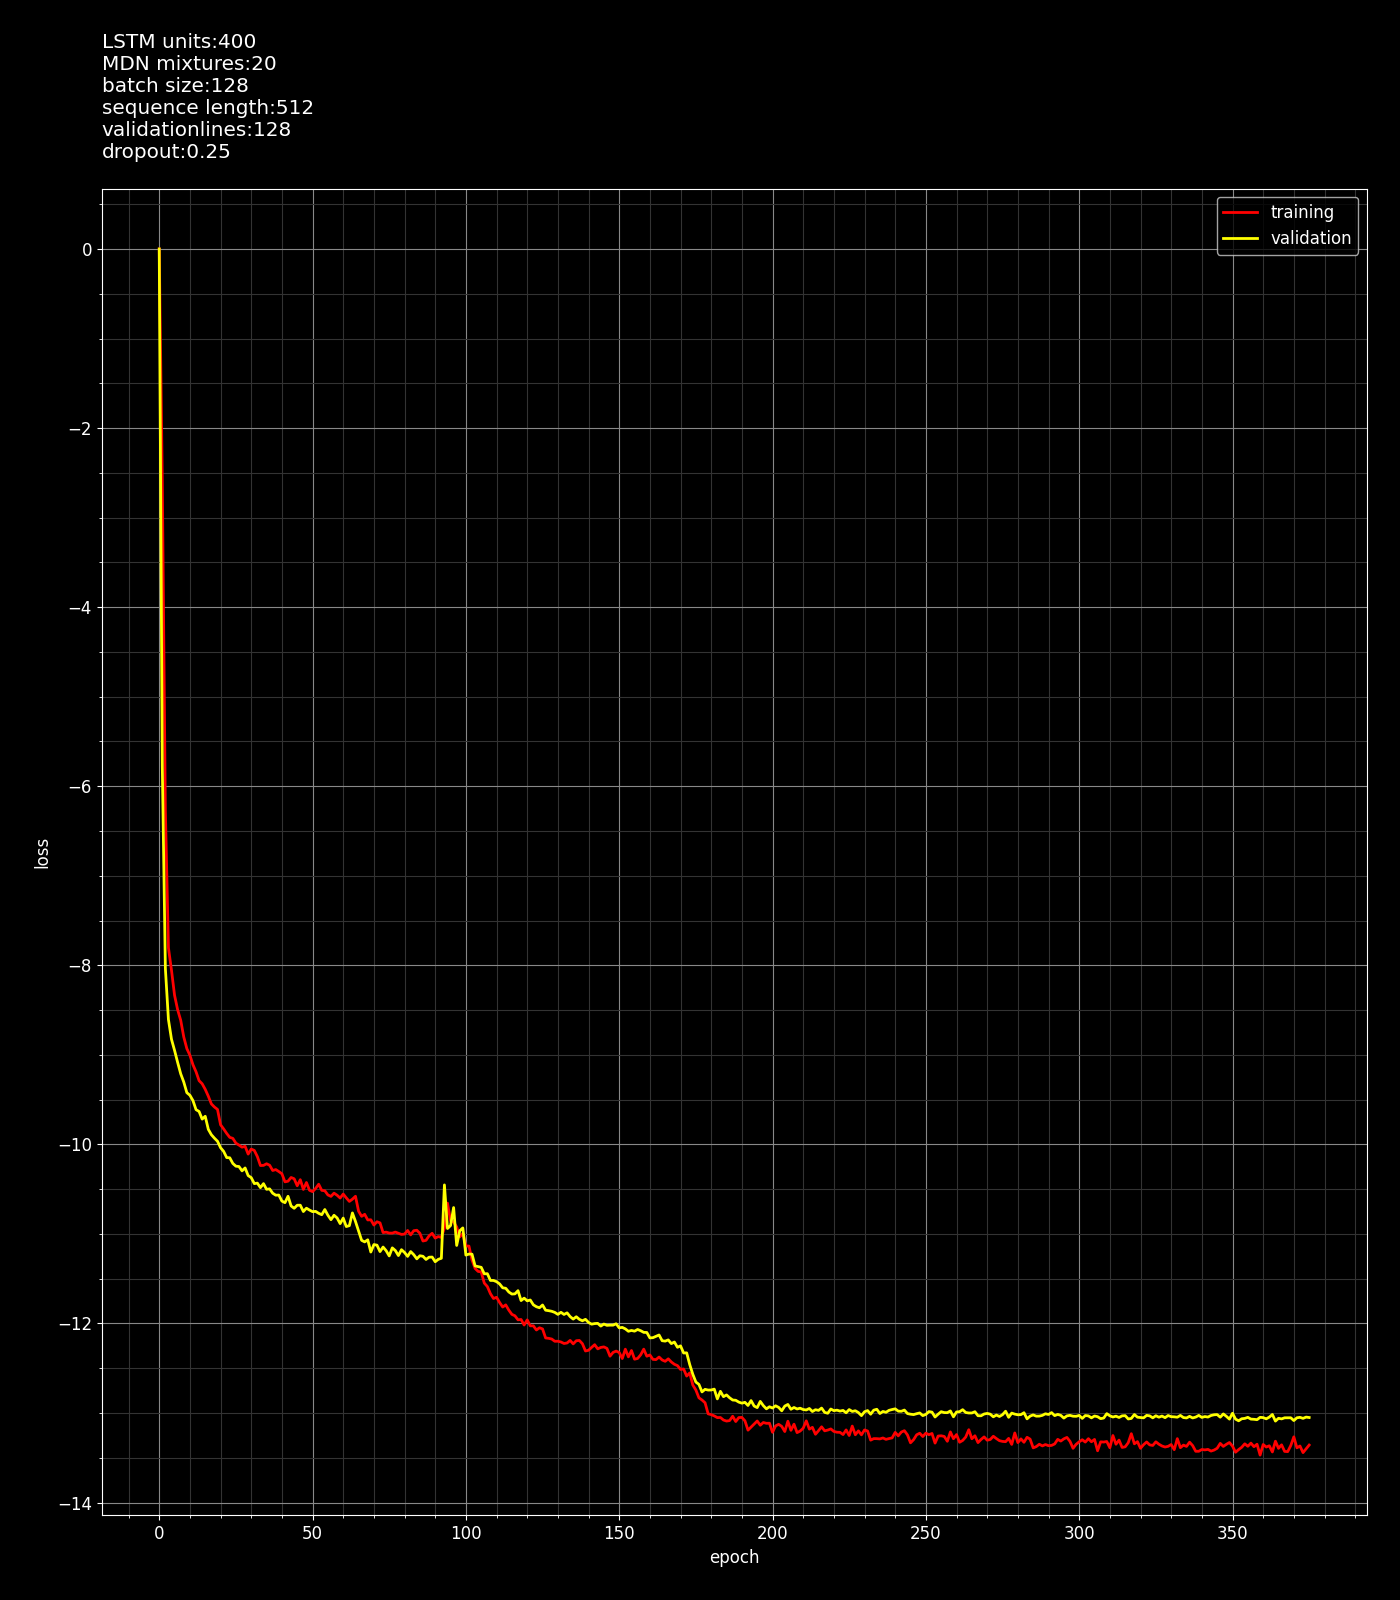 LSTM units:400
MDN mixtures:20
batch size:128
sequence length:512
validationlines:128
dropout:0.25
training
validation
0
−2
−4
−6
−8
−10
−12
−14
loss
0 50 100 150 200 250 300 350
epoch